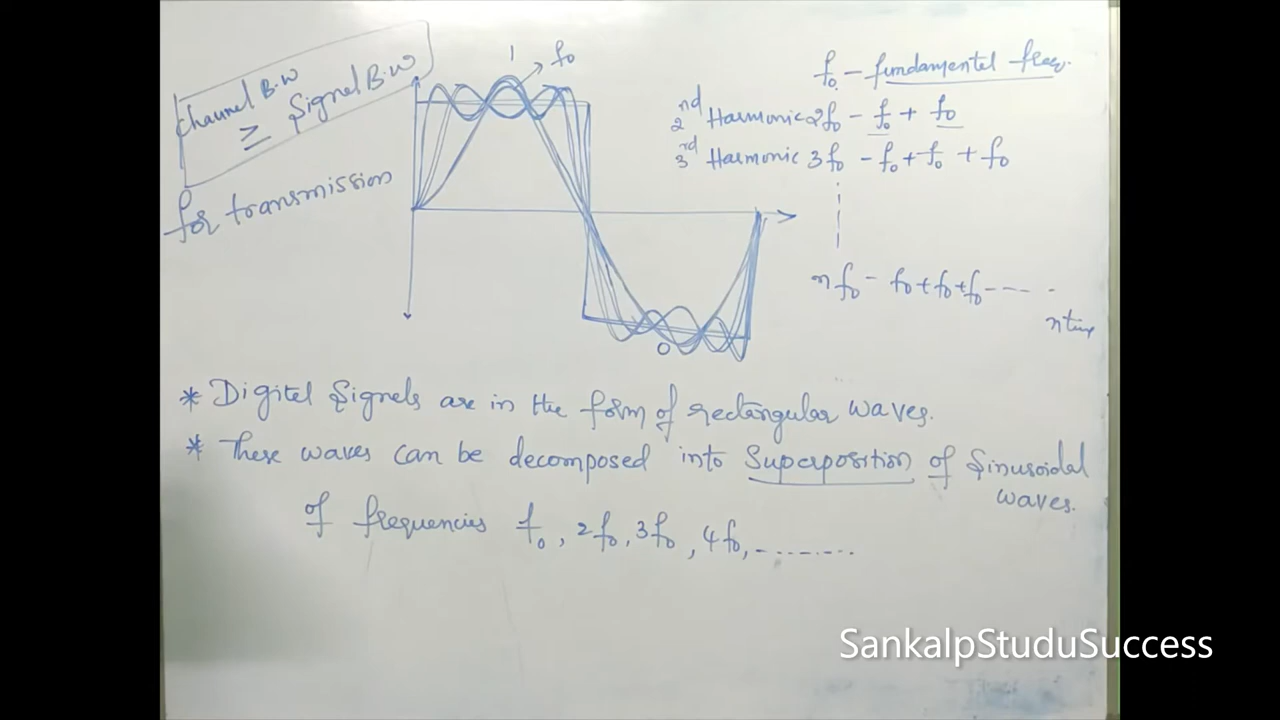 Channel B.W
≥ Signal B.W
for transmission
1
f₀
0
f₀ - fundamental freq.
2nd Harmonic 2f₀ - f₀ + f₀
3rd Harmonic 3f₀ - f₀ + f₀ + f₀
nf₀ - f₀ + f₀ + f₀ ---- -
n time
* Digital Signals are in the form of rectangular waves.
* These waves can be decomposed into Superposition of Sinusoidal
waves.
of frequencies f₀, 2f₀, 3f₀, 4f₀, ---------
SankalpStuduSuccess